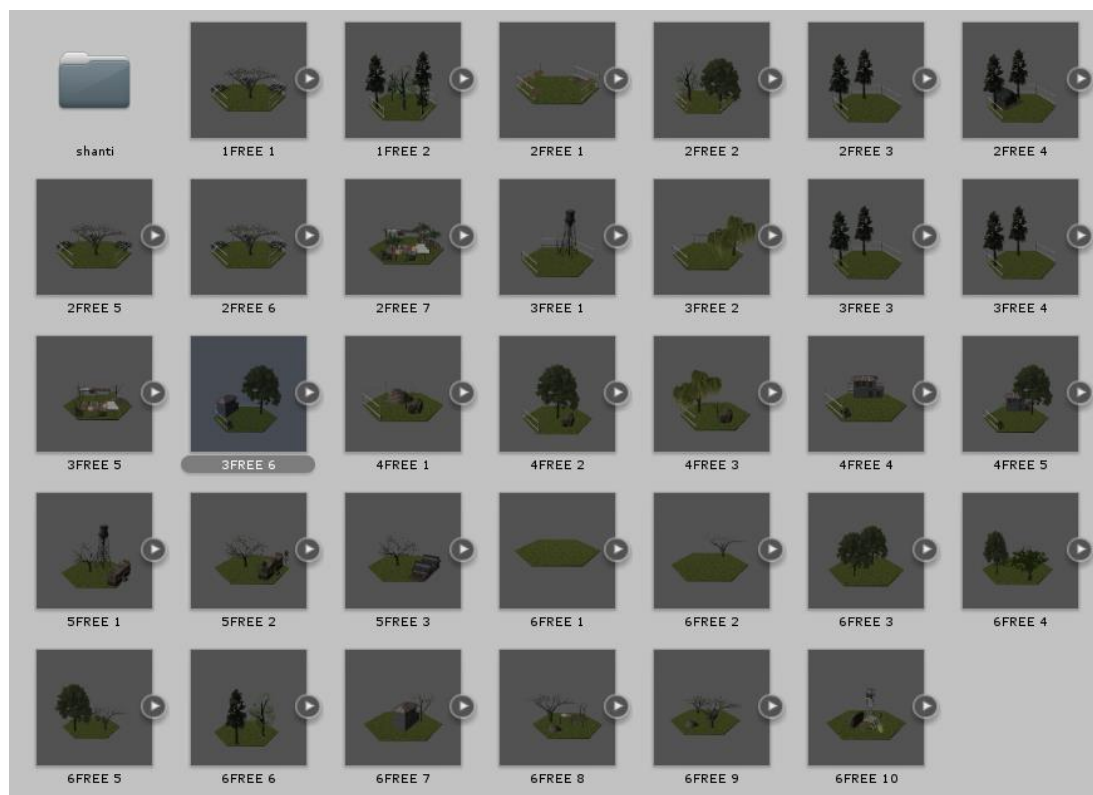 shanti
1FREE 1
1FREE 2
2FREE 1
2FREE 2
2FREE 3
2FREE 4
2FREE 5
2FREE 6
2FREE 7
3FREE 1
3FREE 2
3FREE 3
3FREE 4
3FREE 5
3FREE 6
4FREE 1
4FREE 2
4FREE 3
4FREE 4
4FREE 5
5FREE 1
5FREE 2
5FREE 3
6FREE 1
6FREE 2
6FREE 3
6FREE 4
6FREE 5
6FREE 6
6FREE 7
6FREE 8
6FREE 9
6FREE 10